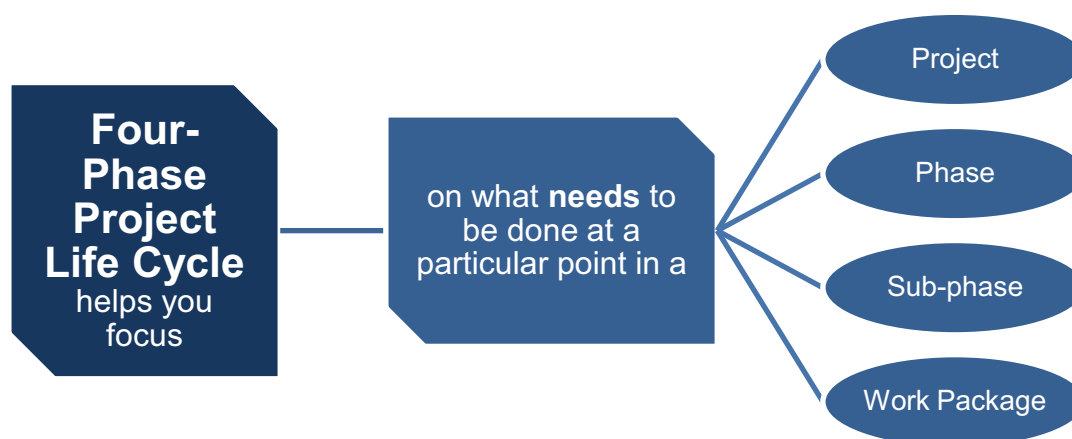 Four-
Phase
Project
Life Cycle
helps you
focus
on what needs to
be done at a
particular point in a
Project
Phase
Sub-phase
Work Package